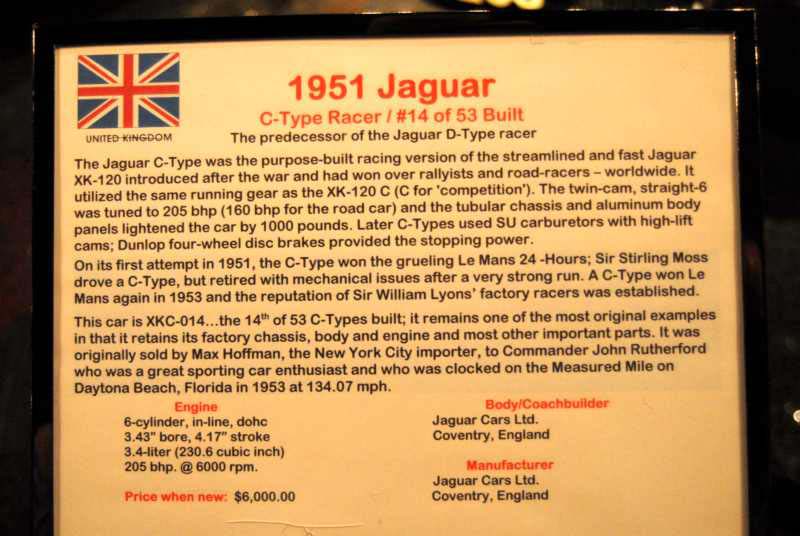 1951 Jaguar
C-Type Racer / #14 of 53 Built
UNITED KINGDOM
The predecessor of the Jaguar D-Type racer
The Jaguar C-Type was the purpose-built racing version of the streamlined and fast Jaguar
XK-120 introduced after the war and had won over rallyists and road-racers – worldwide. It
utilized the same running gear as the XK-120 C (C for 'competition'). The twin-cam, straight-6
was tuned to 205 bhp (160 bhp for the road car) and the tubular chassis and aluminum body
panels lightened the car by 1000 pounds. Later C-Types used SU carburetors with high-lift
cams; Dunlop four-wheel disc brakes provided the stopping power.
On its first attempt in 1951, the C-Type won the grueling Le Mans 24 -Hours; Sir Stirling Moss
drove a C-Type, but retired with mechanical issues after a very strong run. A C-Type won Le
Mans again in 1953 and the reputation of Sir William Lyons' factory racers was established.
This car is XKC-014...the 14th of 53 C-Types built; it remains one of the most original examples
in that it retains its factory chassis, body and engine and most other important parts. It was
originally sold by Max Hoffman, the New York City importer, to Commander John Rutherford
who was a great sporting car enthusiast and who was clocked on the Measured Mile on
Daytona Beach, Florida in 1953 at 134.07 mph.
Engine
6-cylinder, in-line, dohc
3.43" bore, 4.17" stroke
3.4-liter (230.6 cubic inch)
205 bhp. @ 6000 rpm.
Price when new: $6,000.00
Body/Coachbuilder
Jaguar Cars Ltd.
Coventry, England
Manufacturer
Jaguar Cars Ltd.
Coventry, England